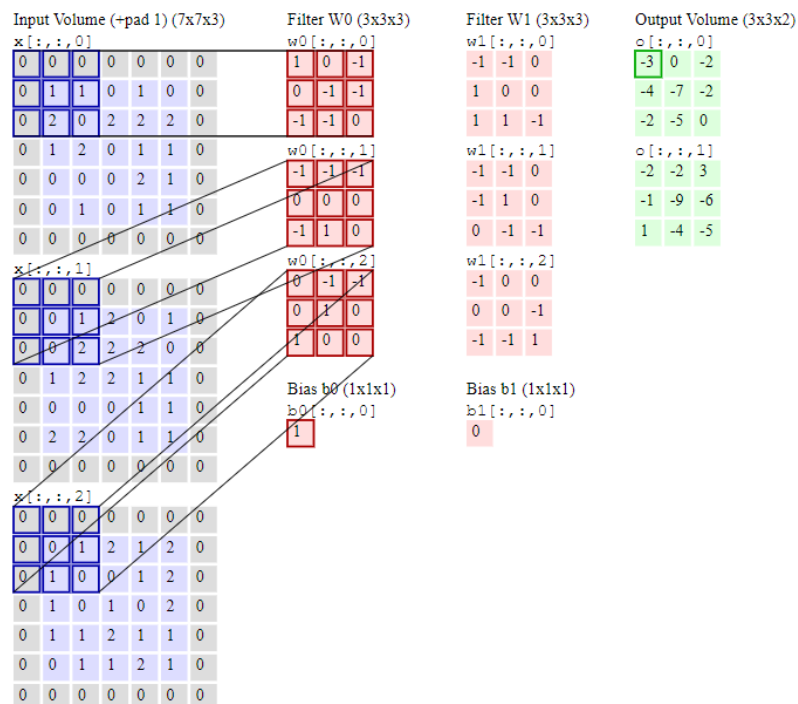 Input Volume (+pad 1) (7x7x3)
x[:,:,0]
0 0 0 0 0 0 0
0 1 1 0 1 0 0
0 2 0 2 2 2 0
0 1 2 0 1 1 0
0 0 0 0 2 1 0
0 0 1 0 1 1 0
0 0 0 0 0 0 0
x[:,:,1]
0 0 0 0 0 0 0
0 0 1 2 0 1 0
0 0 2 2 2 0 0
0 1 2 2 1 1 0
0 0 0 0 1 1 0
0 2 2 0 1 1 0
0 0 0 0 0 0 0
x[:,:,2]
0 0 0 0 0 0 0
0 0 1 2 1 2 0
0 1 0 0 1 2 0
0 1 0 1 0 2 0
0 1 1 2 1 1 0
0 0 1 1 2 1 0
0 0 0 0 0 0 0
Filter W0 (3x3x3)
w0[:,:,0]
1 0 -1
0 -1 -1
-1 -1 0
w0[:,:,1]
-1 -1 -1
0 0 0
-1 1 0
w0[:,:,2]
0 -1 -1
0 1 0
1 0 0
Bias b0 (1x1x1)
b0[:,:,0]
1
Filter W1 (3x3x3)
w1[:,:,0]
-1 -1 0
1 0 0
1 1 -1
w1[:,:,1]
-1 -1 0
-1 1 0
0 -1 -1
w1[:,:,2]
-1 0 0
0 0 -1
-1 -1 1
Bias b1 (1x1x1)
b1[:,:,0]
0
Output Volume (3x3x2)
o[:,:,0]
-3 0 -2
-4 -7 -2
-2 -5 0
o[:,:,1]
-2 -2 3
-1 -9 -6
1 -4 -5